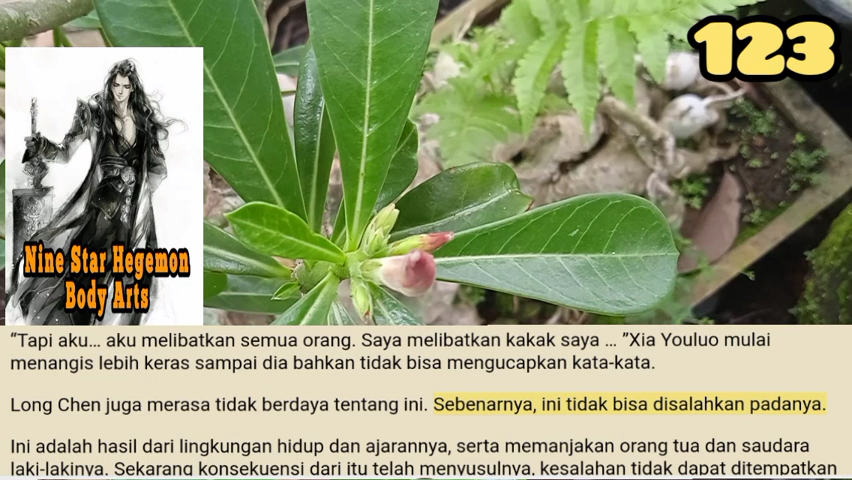 123
Nine Star Hegemon
Body Arts
“Tapi aku... aku melibatkan semua orang. Saya melibatkan kakak saya ... ”Xia Youluo mulai
menangis lebih keras sampai dia bahkan tidak bisa mengucapkan kata-kata.
Long Chen juga merasa tidak berdaya tentang ini. Sebenarnya, ini tidak bisa disalahkan padanya.
Ini adalah hasil dari lingkungan hidup dan ajarannya, serta memanjakan orang tua dan saudara
laki-lakinya. Sekarang konsekuensi dari itu telah menyusulnya, kesalahan tidak dapat ditempatkan